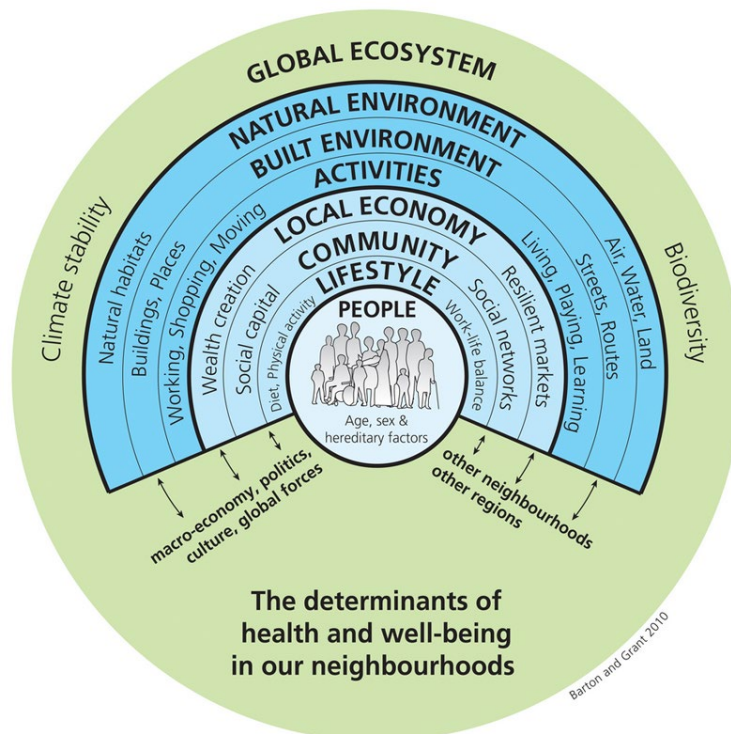 GLOBAL ECOSYSTEM
NATURAL ENVIRONMENT
BUILT ENVIRONMENT
ACTIVITIES
LOCAL ECONOMY
COMMUNITY
LIFESTYLE
PEOPLE
Age, sex &
hereditary factors
Climate stability
Natural habitats
Buildings, Places
Working, Shopping, Moving
Wealth creation
Social capital
Diet, Physical activity
Work-life balance
Social networks
Resilient markets
Living, Playing, Learning
Streets, Routes
Air, Water, Land
Biodiversity
macro-economy, politics,
culture, global forces
other neighbourhoods
other regions
The determinants of
health and well-being
in our neighbourhoods
Barton and Grant 2010